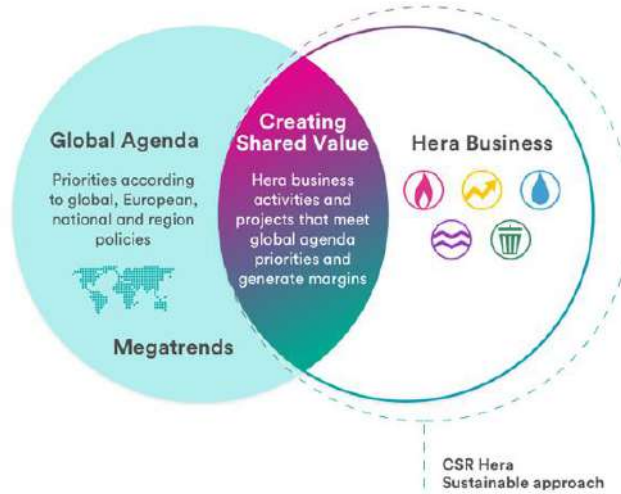 Global Agenda
Priorities according
to global, European,
national and region
policies
Megatrends
Creating
Shared Value
Hera business
activities and
projects that meet
global agenda
priorities and
generate margins
Hera Business
CSR Hera
Sustainable approach